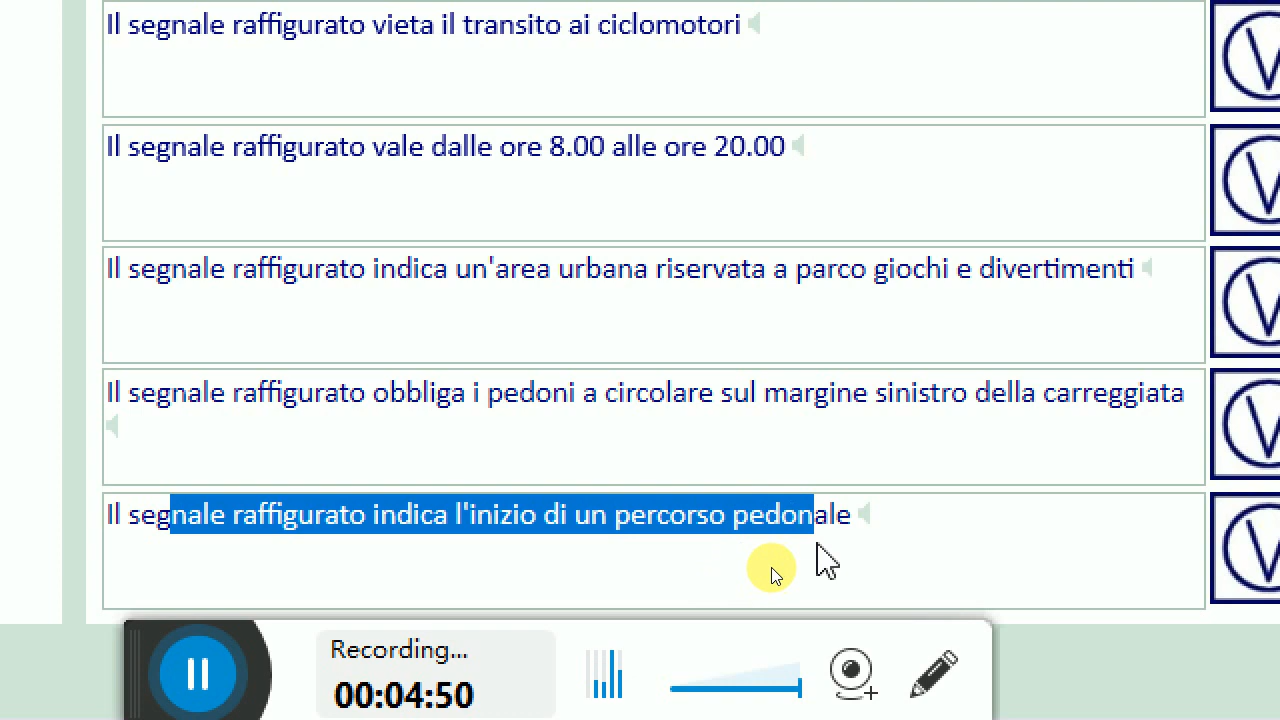 Il segnale raffigurato vieta il transito ai ciclomotori
V
Il segnale raffigurato vale dalle ore 8.00 alle ore 20.00
V
Il segnale raffigurato indica un'area urbana riservata a parco giochi e divertimenti
V
Il segnale raffigurato obbliga i pedoni a circolare sul margine sinistro della carreggiata
V
Il segnale raffigurato indica l'inizio di un percorso pedonale
V
Recording...
00:04:50